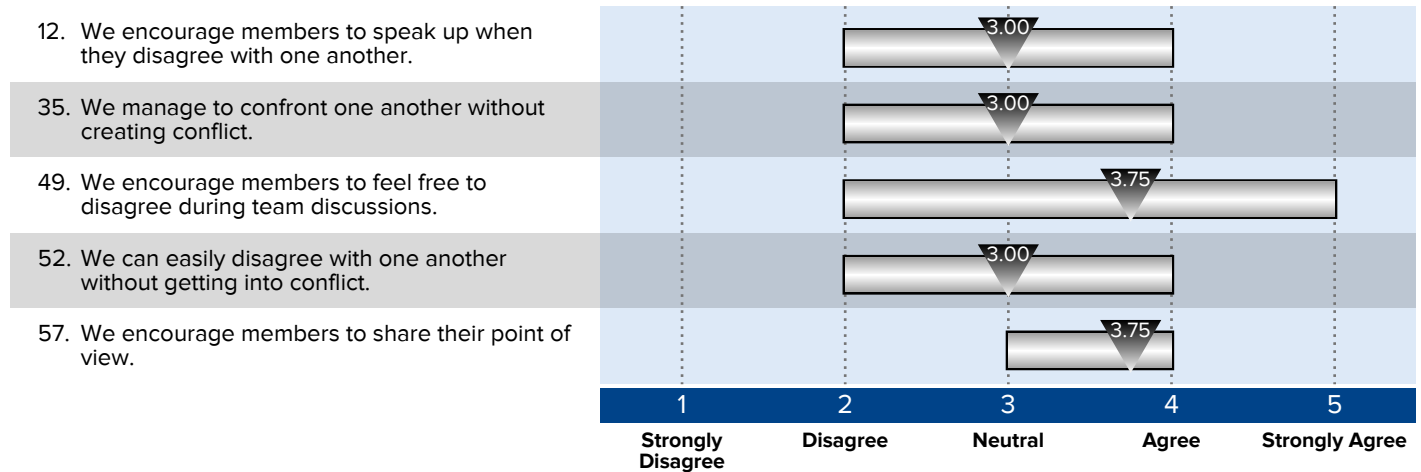 12. We encourage members to speak up when
they disagree with one another.
3.00
35. We manage to confront one another without
creating conflict.
3.00
49. We encourage members to feel free to
disagree during team discussions.
3.75
52. We can easily disagree with one another
without getting into conflict.
3.00
57. We encourage members to share their point of
view.
3.75
1 2 3 4 5
Strongly Disagree Neutral Agree Strongly Agree
Disagree